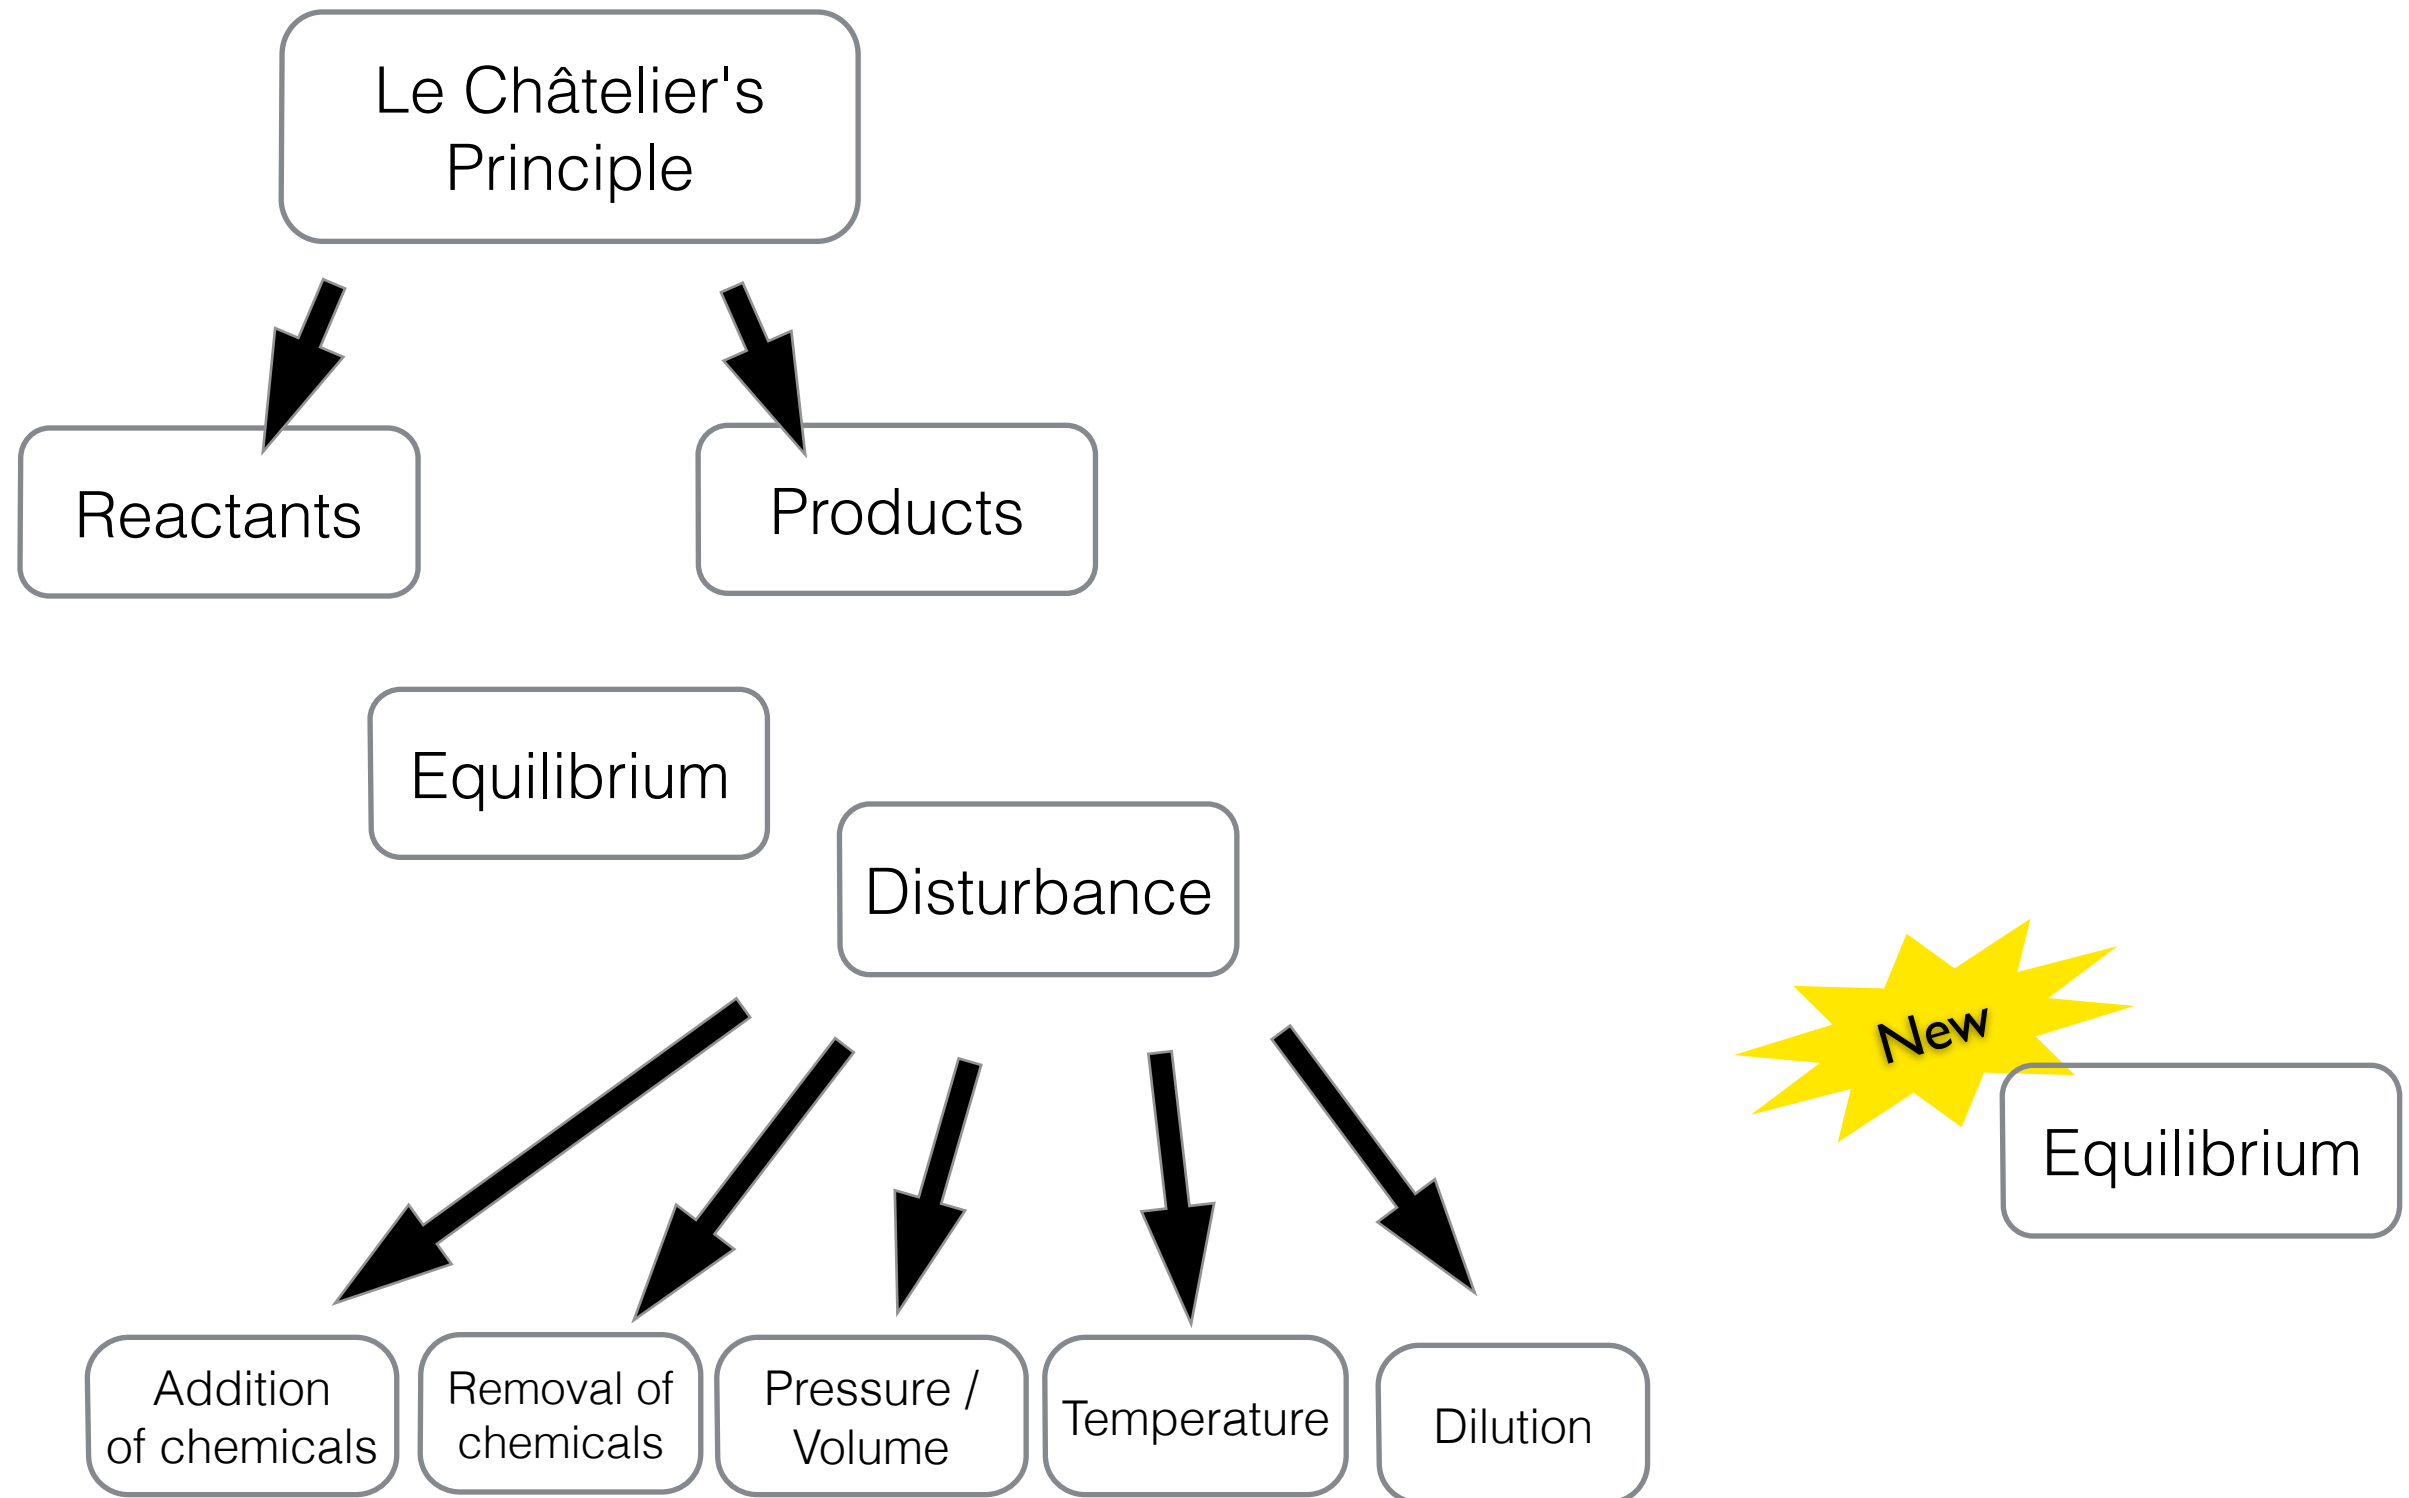 Le Châtelier's
Principle
Reactants
Products
Equilibrium
Disturbance
New
Equilibrium
Addition
of chemicals
Removal of
chemicals
Pressure /
Volume
Temperature
Dilution